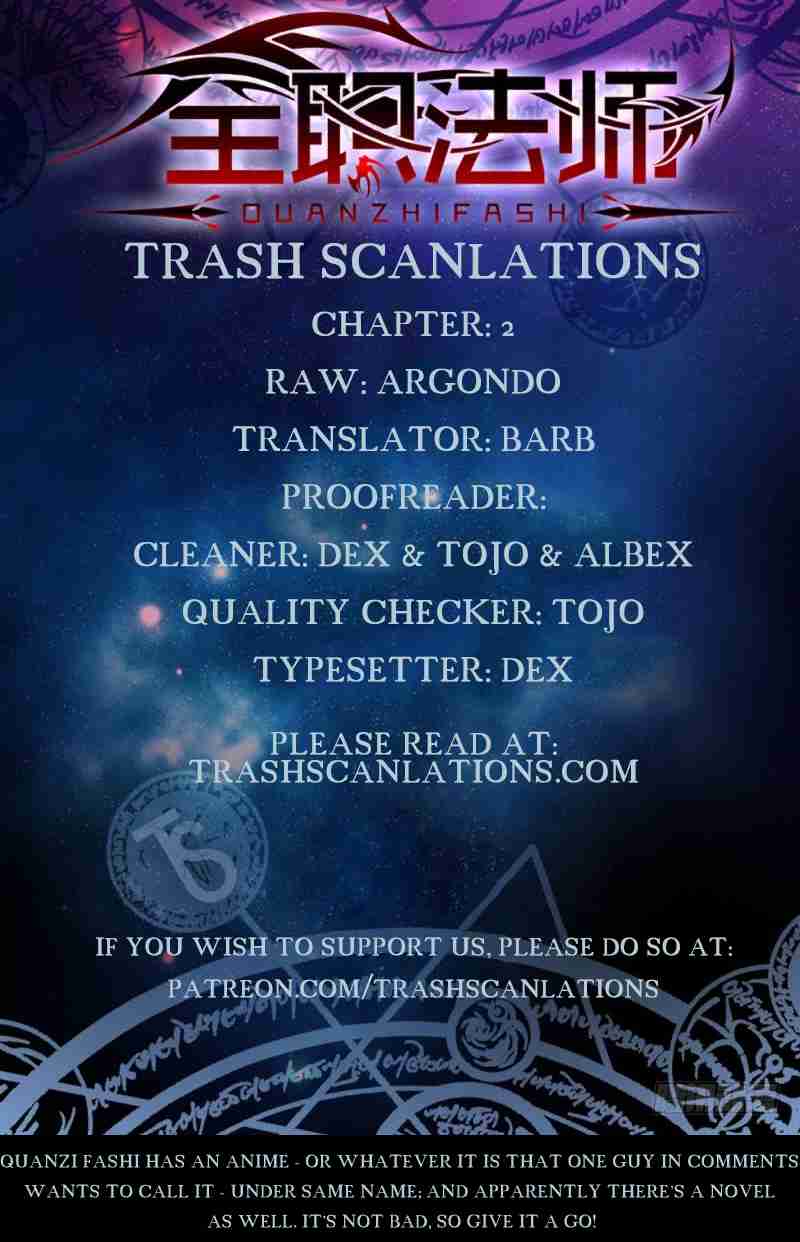 全职法师
QUANZHIFASHI
TRASH SCANLATIONS
CHAPTER: 2
RAW: ARGONDO
TRANSLATOR: BARB
PROOFREADER:
CLEANER: DEX & TOJO & ALBEX
QUALITY CHECKER: TOJO
TYPESETTER: DEX
PLEASE READ AT:
TRASHSCANLATIONS.COM
TS
IF YOU WISH TO SUPPORT US, PLEASE DO SO AT:
PATREON.COM/TRASHSCANLATIONS
QUANZI FASHI HAS AN ANIME - OR WHATEVER IT IS THAT ONE GUY IN COMMENTS
WANTS TO CALL IT - UNDER SAME NAME; AND APPARENTLY THERE'S A NOVEL
AS WELL. IT'S NOT BAD, SO GIVE IT A GO!